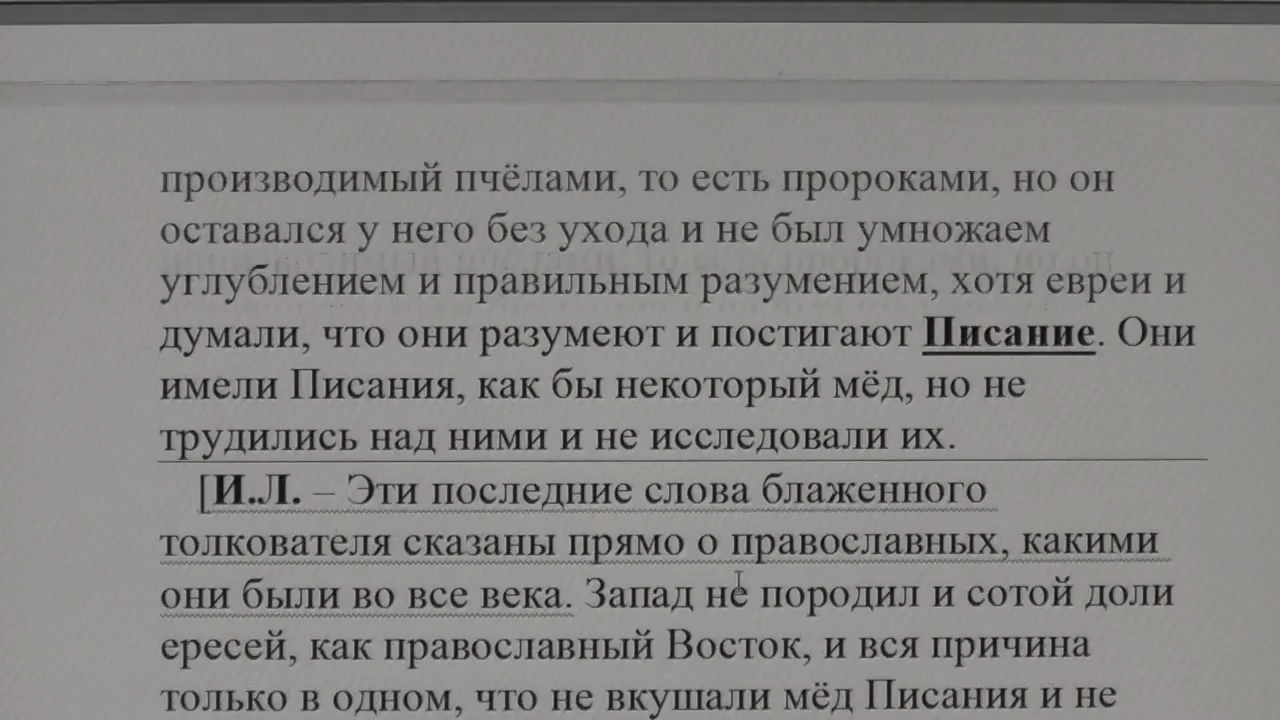 производимый пчёлами, то есть пророками, но он
оставался у него без ухода и не был умножаем
углублением и правильным разумением, хотя евреи и
думали, что они разумеют и постигают Писание. Они
имели Писания, как бы некоторый мёд, но не
трудились над ними и не исследовали их.
[И.Л. – Эти последние слова блаженного
толкователя сказаны прямо о православных, какими
они были во все века. Запад не породил и сотой доли
ересей, как православный Восток, и вся причина
только в одном, что не вкушали мёд Писания и не